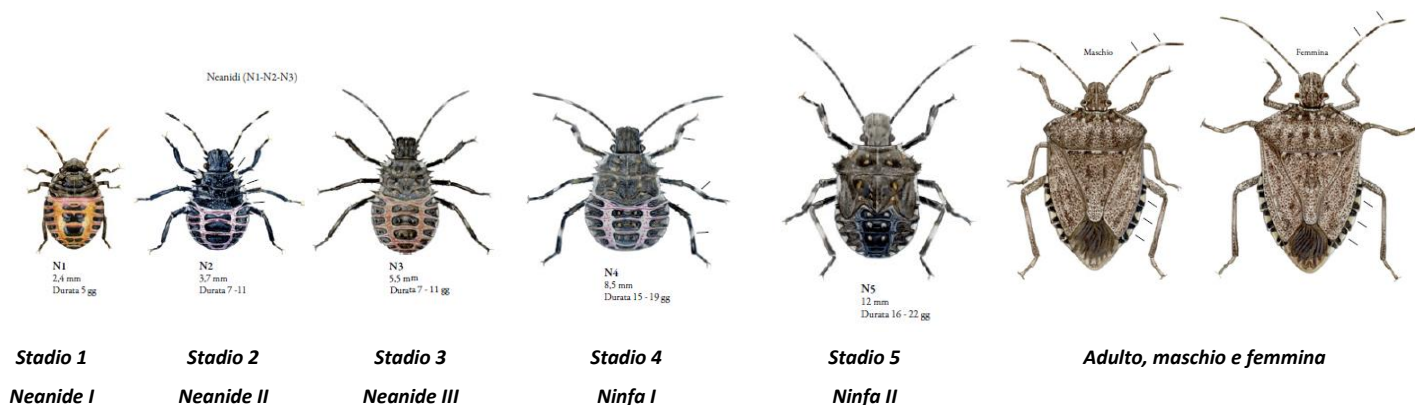 Neanidi (N1-N2-N3)
Maschio
Femmina
N1
2,4 mm
Durata 5 gg
N2
3,7 mm
Durata 7 -11
N3
5,5 mm
Durata 7 - 11 gg
N4
8,5 mm
Durata 15 - 19 gg
N5
12 mm
Durata 16 - 22 gg
Stadio 1
Stadio 2
Stadio 3
Stadio 4
Stadio 5
Adulto, maschio e femmina
Neanide I
Neanide II
Neanide III
Ninfa I
Ninfa II